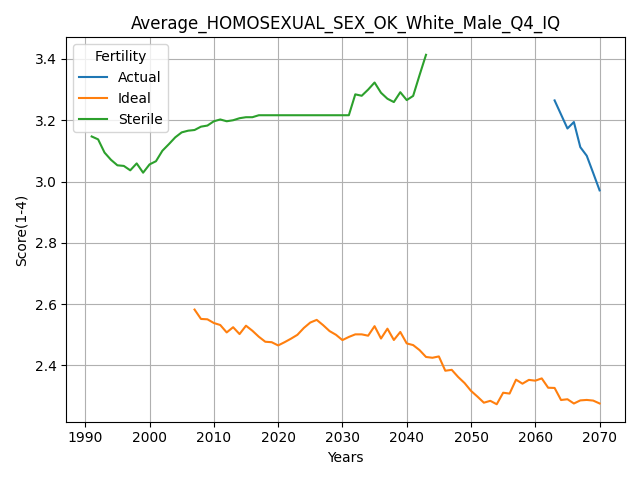 Average_HOMOSEXUAL_SEX_OK_White_Male_Q4_IQ
Fertility
Actual
Ideal
Sterile
Score(1-4)
3.4
3.2
3.0
2.8
2.6
2.4
1990 2000 2010 2020 2030 2040 2050 2060 2070
Years